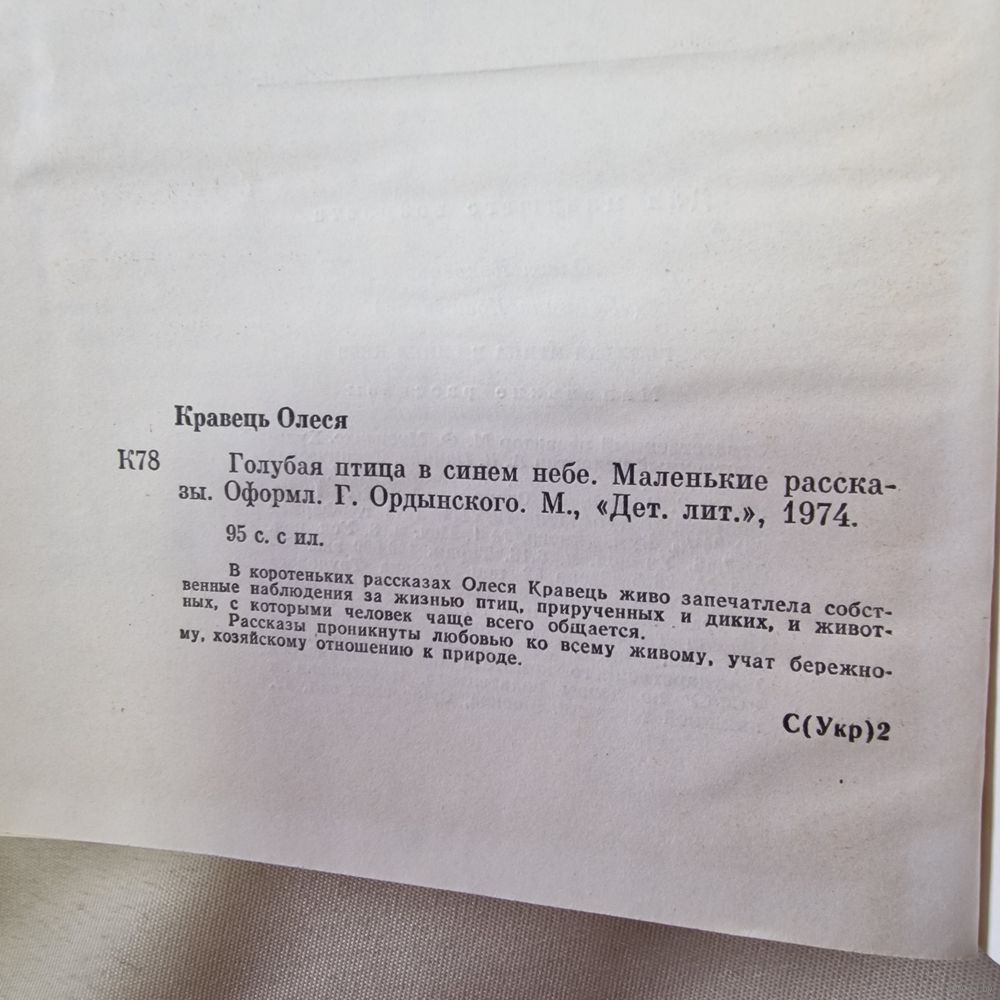 Кравець Олеся
К78 Голубая птица в синем небе. Маленькие расска-
зы. Оформл. Г. Ордынского. М., «Дет. лит.», 1974.
95 с. с ил.
В коротеньких рассказах Олеся Кравець живо запечатлела собст-
венные наблюдения за жизнью птиц, прирученных и диких, и живот-
ных, с которыми человек чаще всего общается.
Рассказы проникнуты любовью ко всему живому, учат бережно-
му, хозяйскому отношению к природе.
С(Укр)2